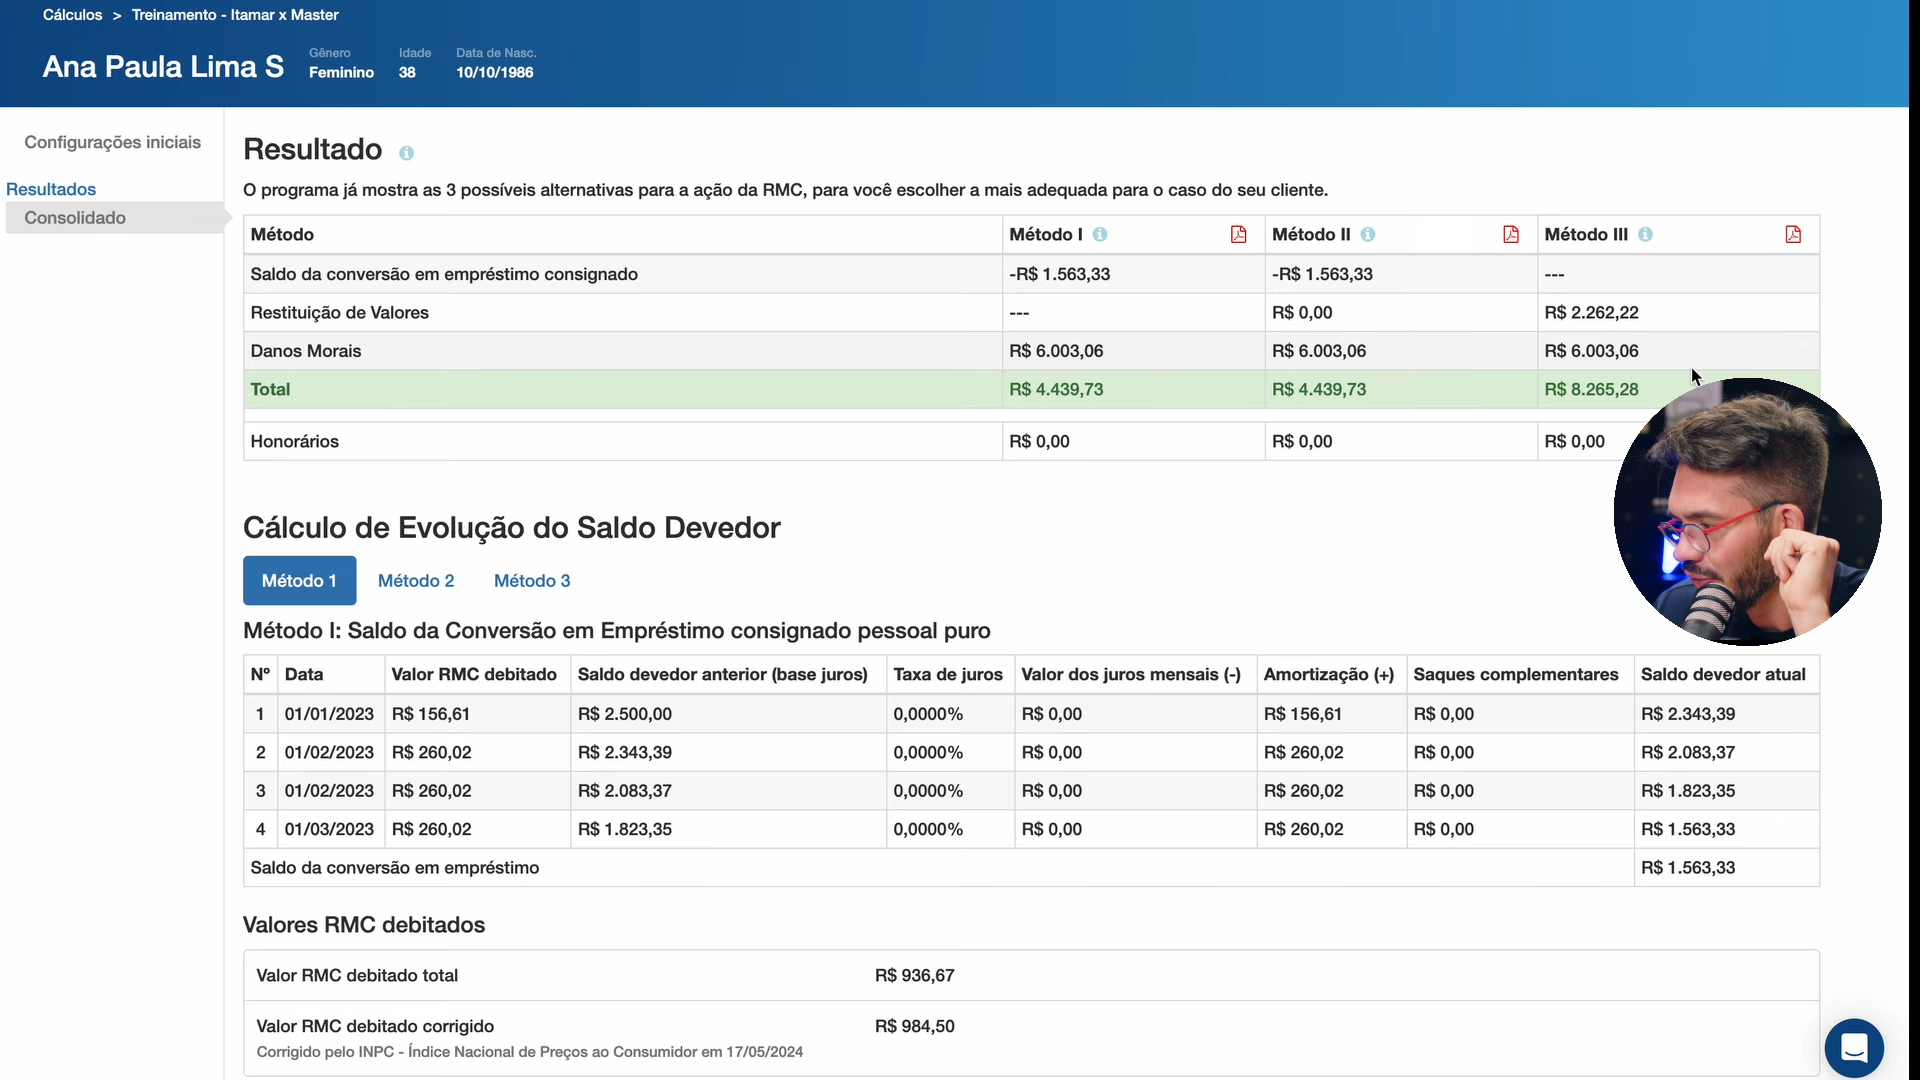 Cálculos > Treinamento - Itamar x Master
Ana Paula Lima S
Gênero Idade Data de Nasc.
Feminino 38 10/10/1986
Configurações iniciais
Resultados
Consolidado
Resultado
O programa já mostra as 3 possíveis alternativas para a ação da RMC, para você escolher a mais adequada para o caso do seu cliente.
Método Método I Método II Método III
Saldo da conversão em empréstimo consignado -R$ 1.563,33 -R$ 1.563,33 ---
Restituição de Valores --- R$ 0,00 R$ 2.262,22
Danos Morais R$ 6.003,06 R$ 6.003,06 R$ 6.003,06
Total R$ 4.439,73 R$ 4.439,73 R$ 8.265,28
Honorários R$ 0,00 R$ 0,00 R$ 0,00
Cálculo de Evolução do Saldo Devedor
Método 1 Método 2 Método 3
Método I: Saldo da Conversão em Empréstimo consignado pessoal puro
Nº Data Valor RMC debitado Saldo devedor anterior (base juros) Taxa de juros Valor dos juros mensais (-) Amortização (+) Saques complementares Saldo devedor atual
1 01/01/2023 R$ 156,61 R$ 2.500,00 0,0000% R$ 0,00 R$ 156,61 R$ 0,00 R$ 2.343,39
2 01/02/2023 R$ 260,02 R$ 2.343,39 0,0000% R$ 0,00 R$ 260,02 R$ 0,00 R$ 2.083,37
3 01/02/2023 R$ 260,02 R$ 2.083,37 0,0000% R$ 0,00 R$ 260,02 R$ 0,00 R$ 1.823,35
4 01/03/2023 R$ 260,02 R$ 1.823,35 0,0000% R$ 0,00 R$ 260,02 R$ 0,00 R$ 1.563,33
Saldo da conversão em empréstimo R$ 1.563,33
Valores RMC debitados
Valor RMC debitado total R$ 936,67
Valor RMC debitado corrigido R$ 984,50
Corrigido pelo INPC - Índice Nacional de Preços ao Consumidor em 17/05/2024